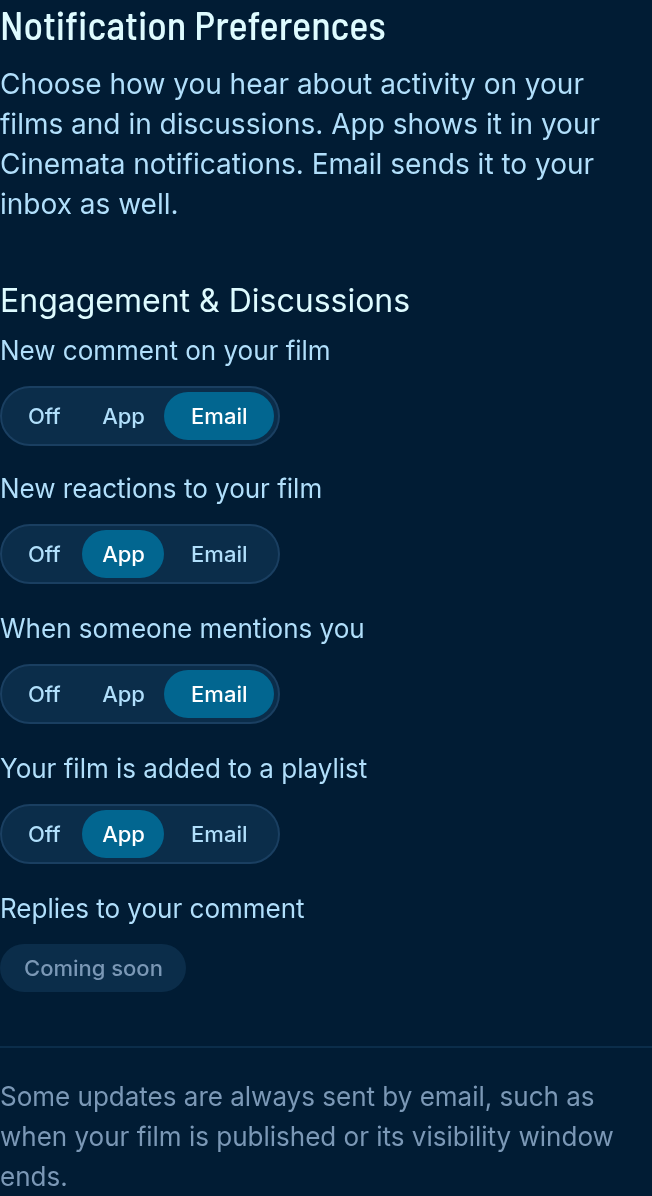 Notification Preferences
Choose how you hear about activity on your
films and in discussions. App shows it in your
Cinemata notifications. Email sends it to your
inbox as well.
Engagement & Discussions
New comment on your film
Off App Email
New reactions to your film
Off App Email
When someone mentions you
Off App Email
Your film is added to a playlist
Off App Email
Replies to your comment
Coming soon
Some updates are always sent by email, such as
when your film is published or its visibility window
ends.